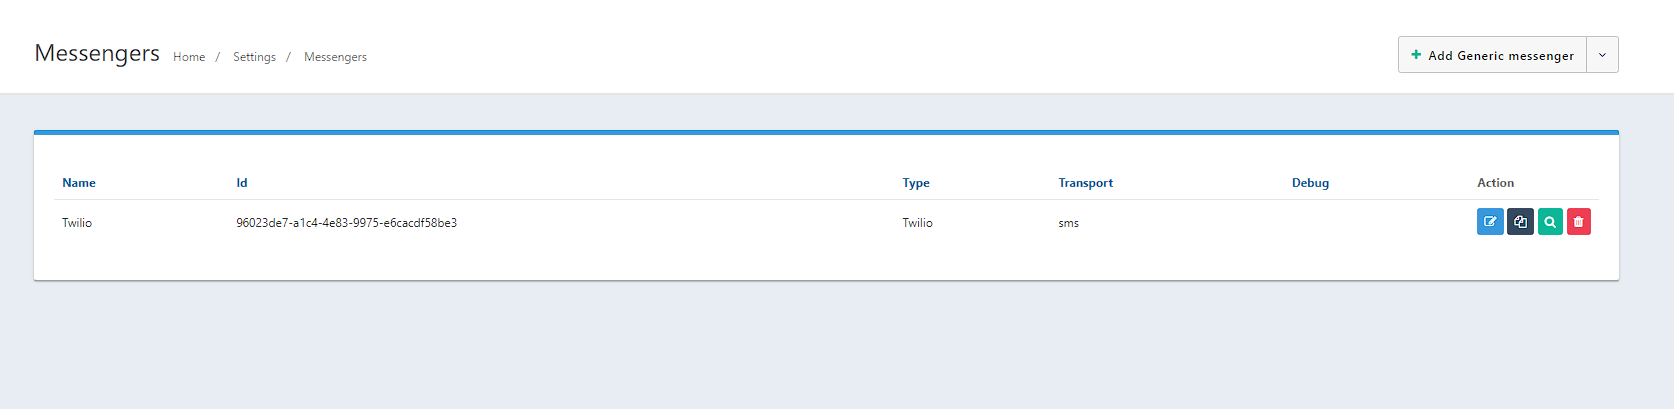 Messengers Home / Settings / Messengers
+ Add Generic messenger
Name Id Type Transport Debug Action
Twilio 96023de7-a1c4-4e83-9975-e6cacdf58be3 Twilio sms